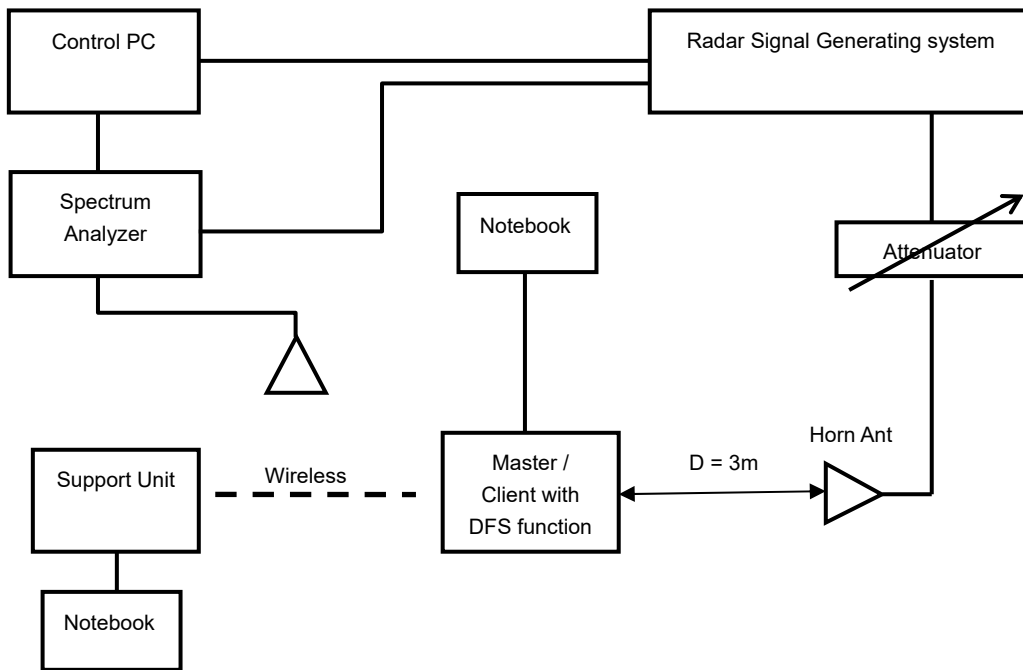 Control PC
Radar Signal Generating system
Spectrum
Analyzer
Notebook
Attenuator
Horn Ant
Support Unit
Wireless
Master /
Client with
DFS function
D = 3m
Notebook